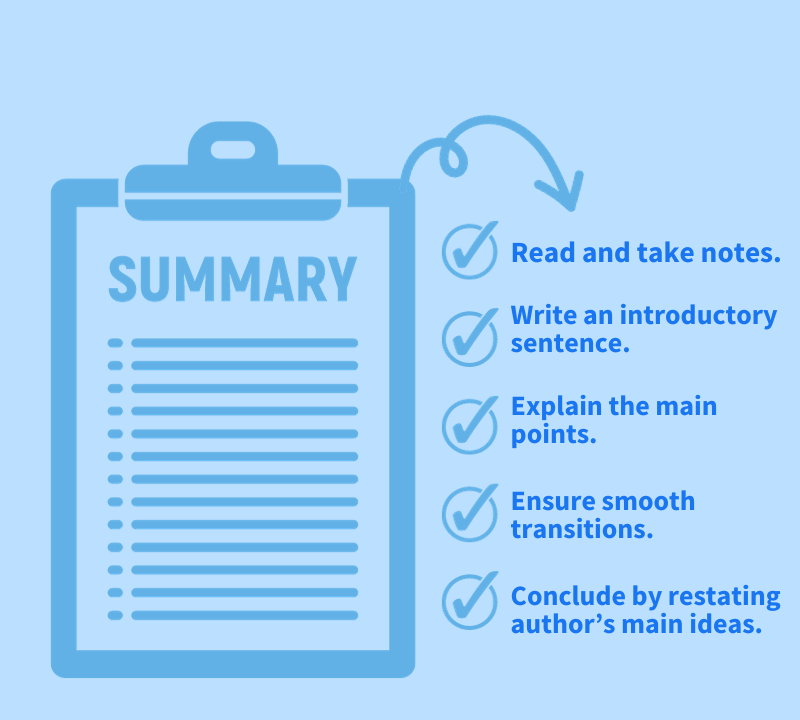 SUMMARY
Read and take notes.
Write an introductory
sentence.
Explain the main
points.
Ensure smooth
transitions.
Conclude by restating
author’s main ideas.